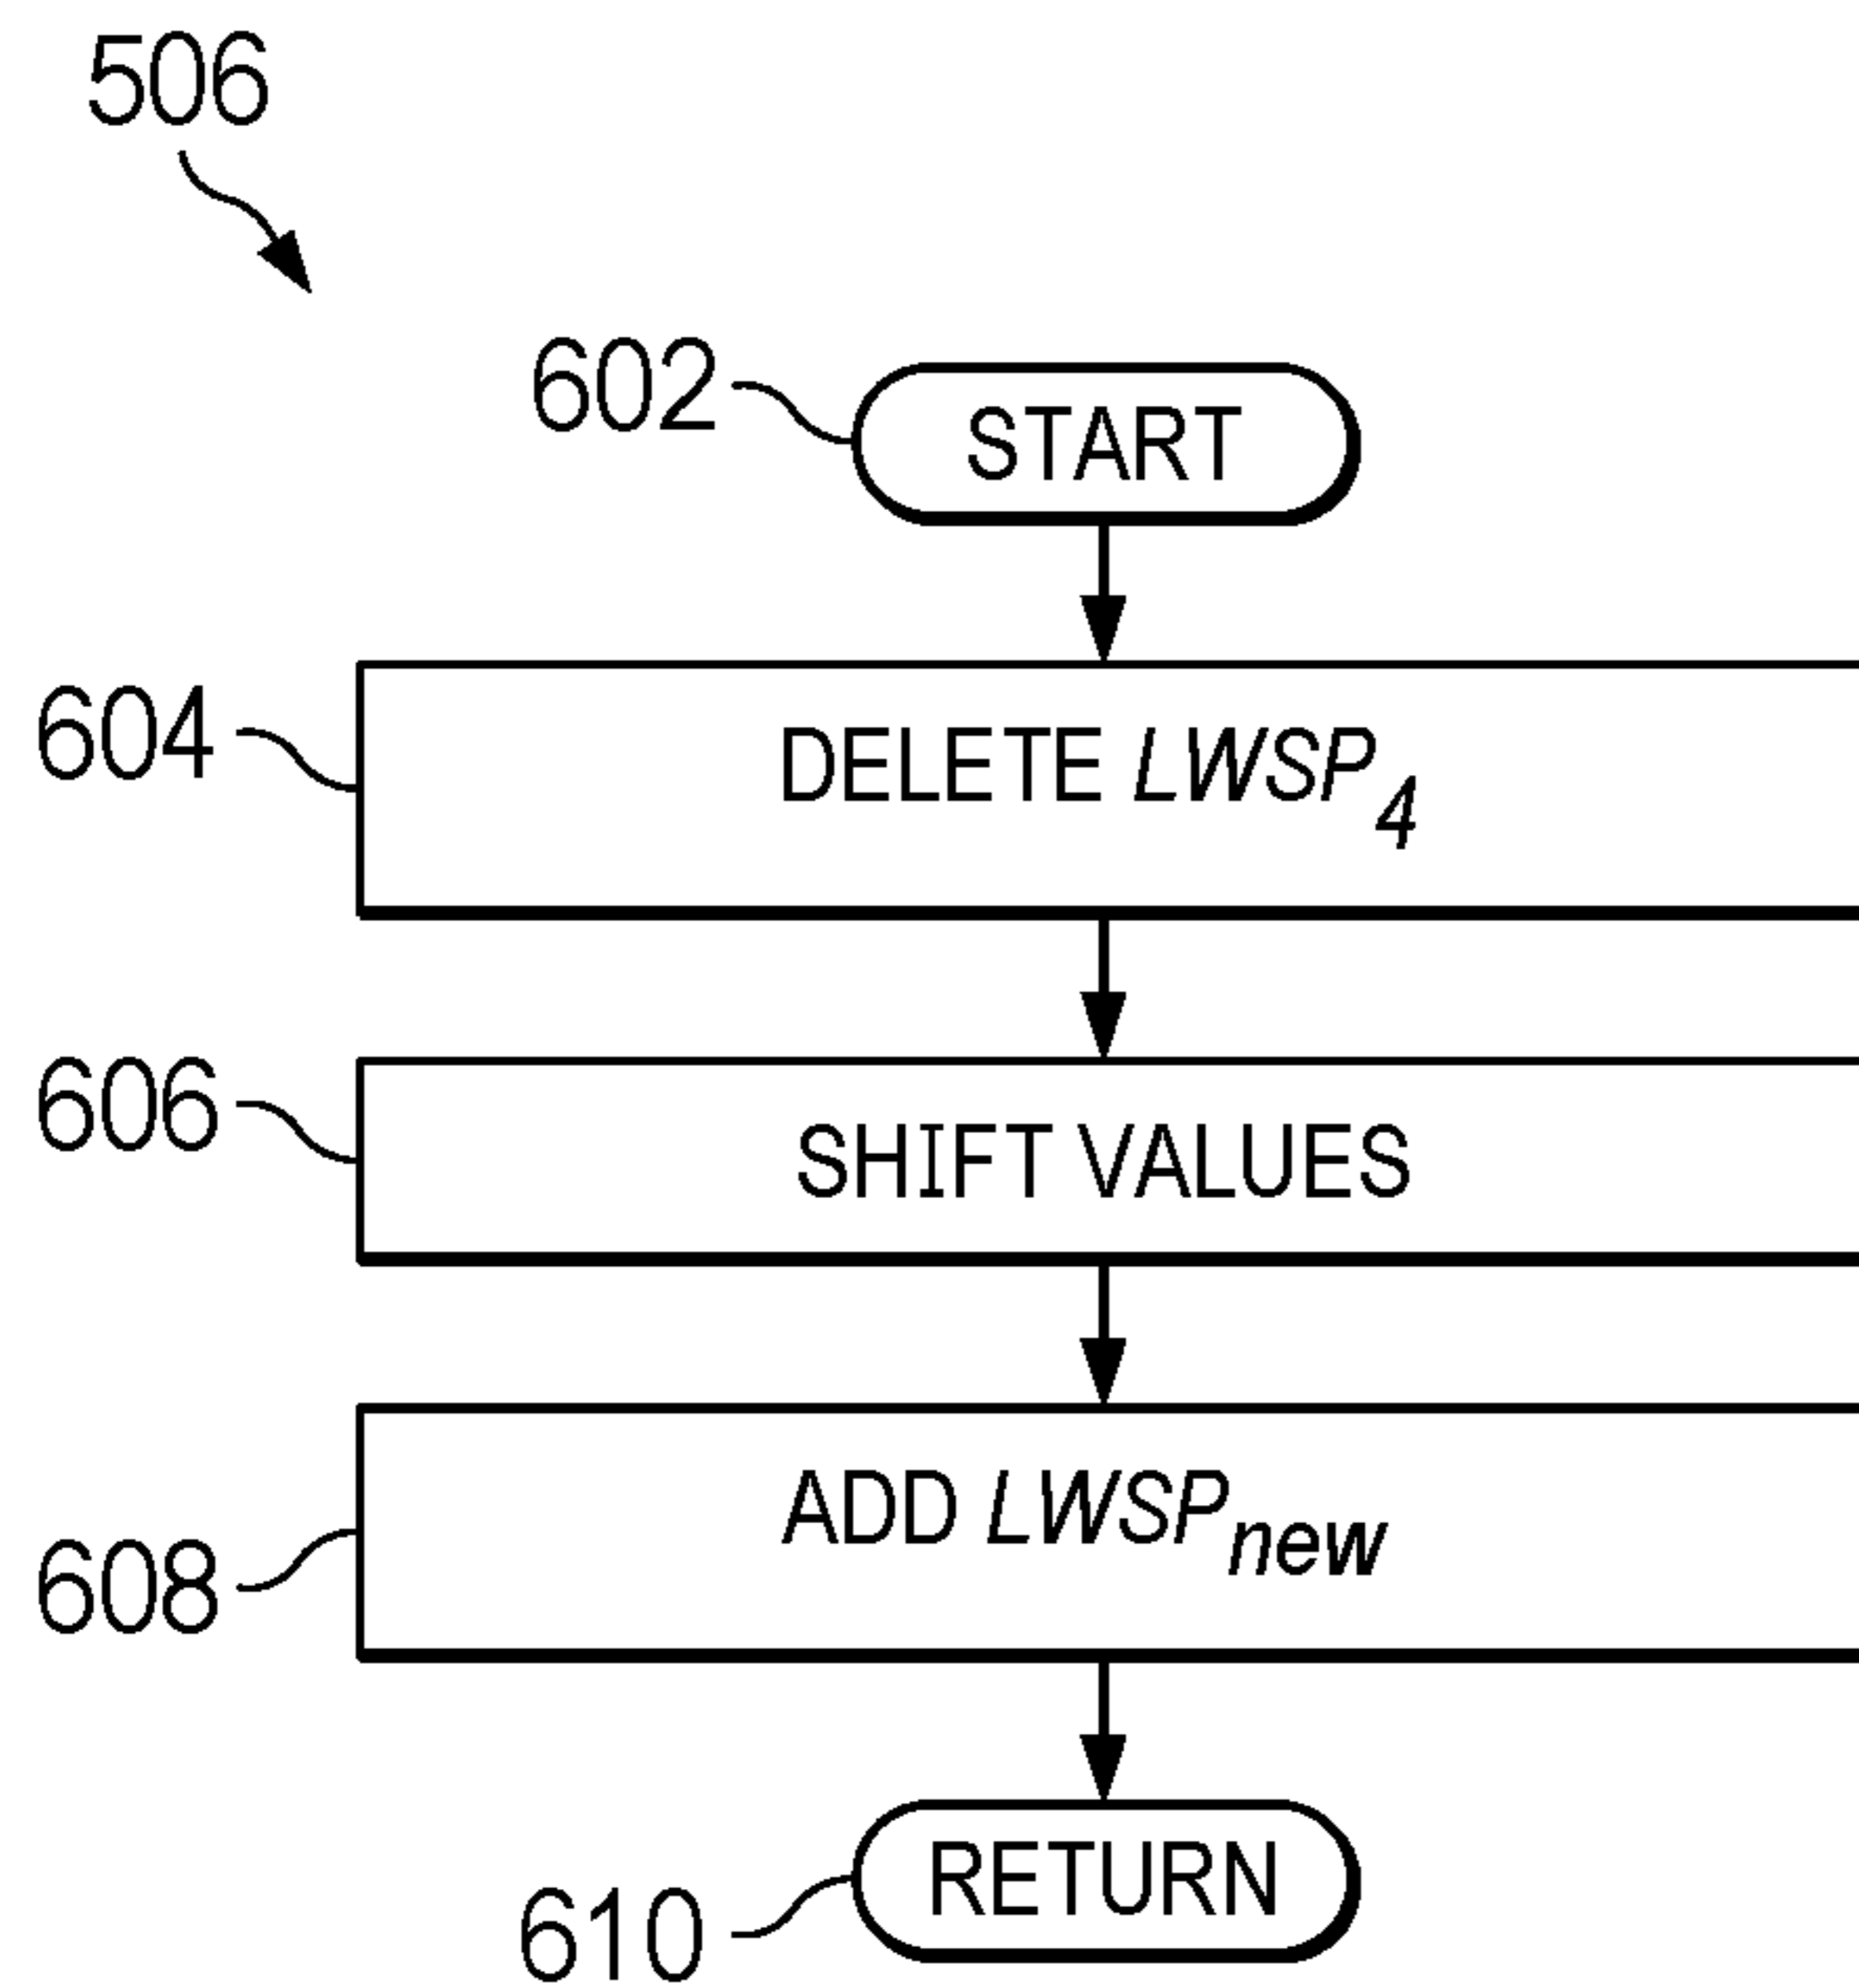 506
602
START
604
DELETE LWSP4
606
SHIFT VALUES
ADD LWSPnew
608
RETURN
610